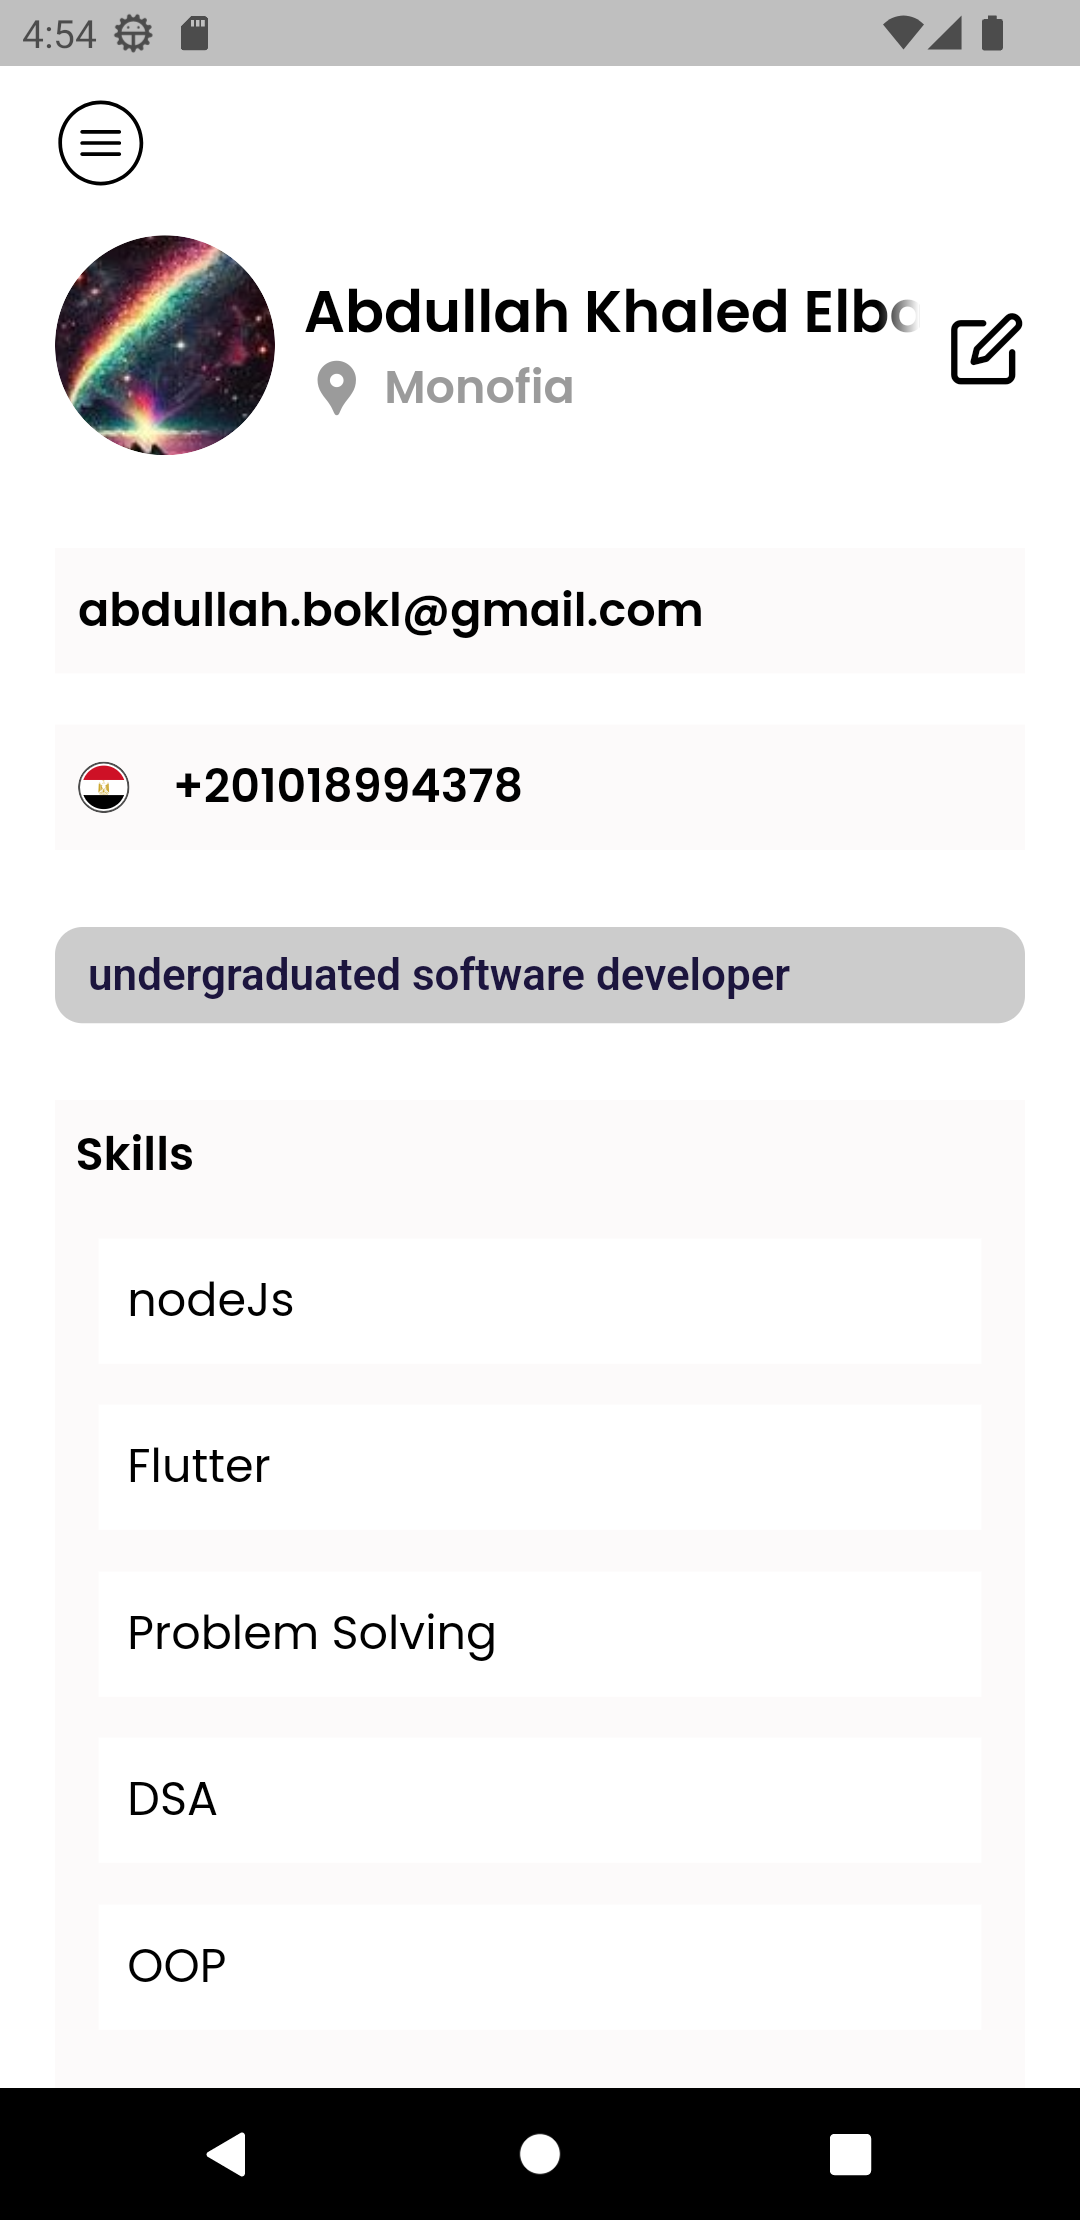 4:54
Abdullah Khaled Elbo
Monofia
abdullah.bokl@gmail.com
+201018994378
undergraduated software developer
Skills
nodeJs
Flutter
Problem Solving
DSA
OOP